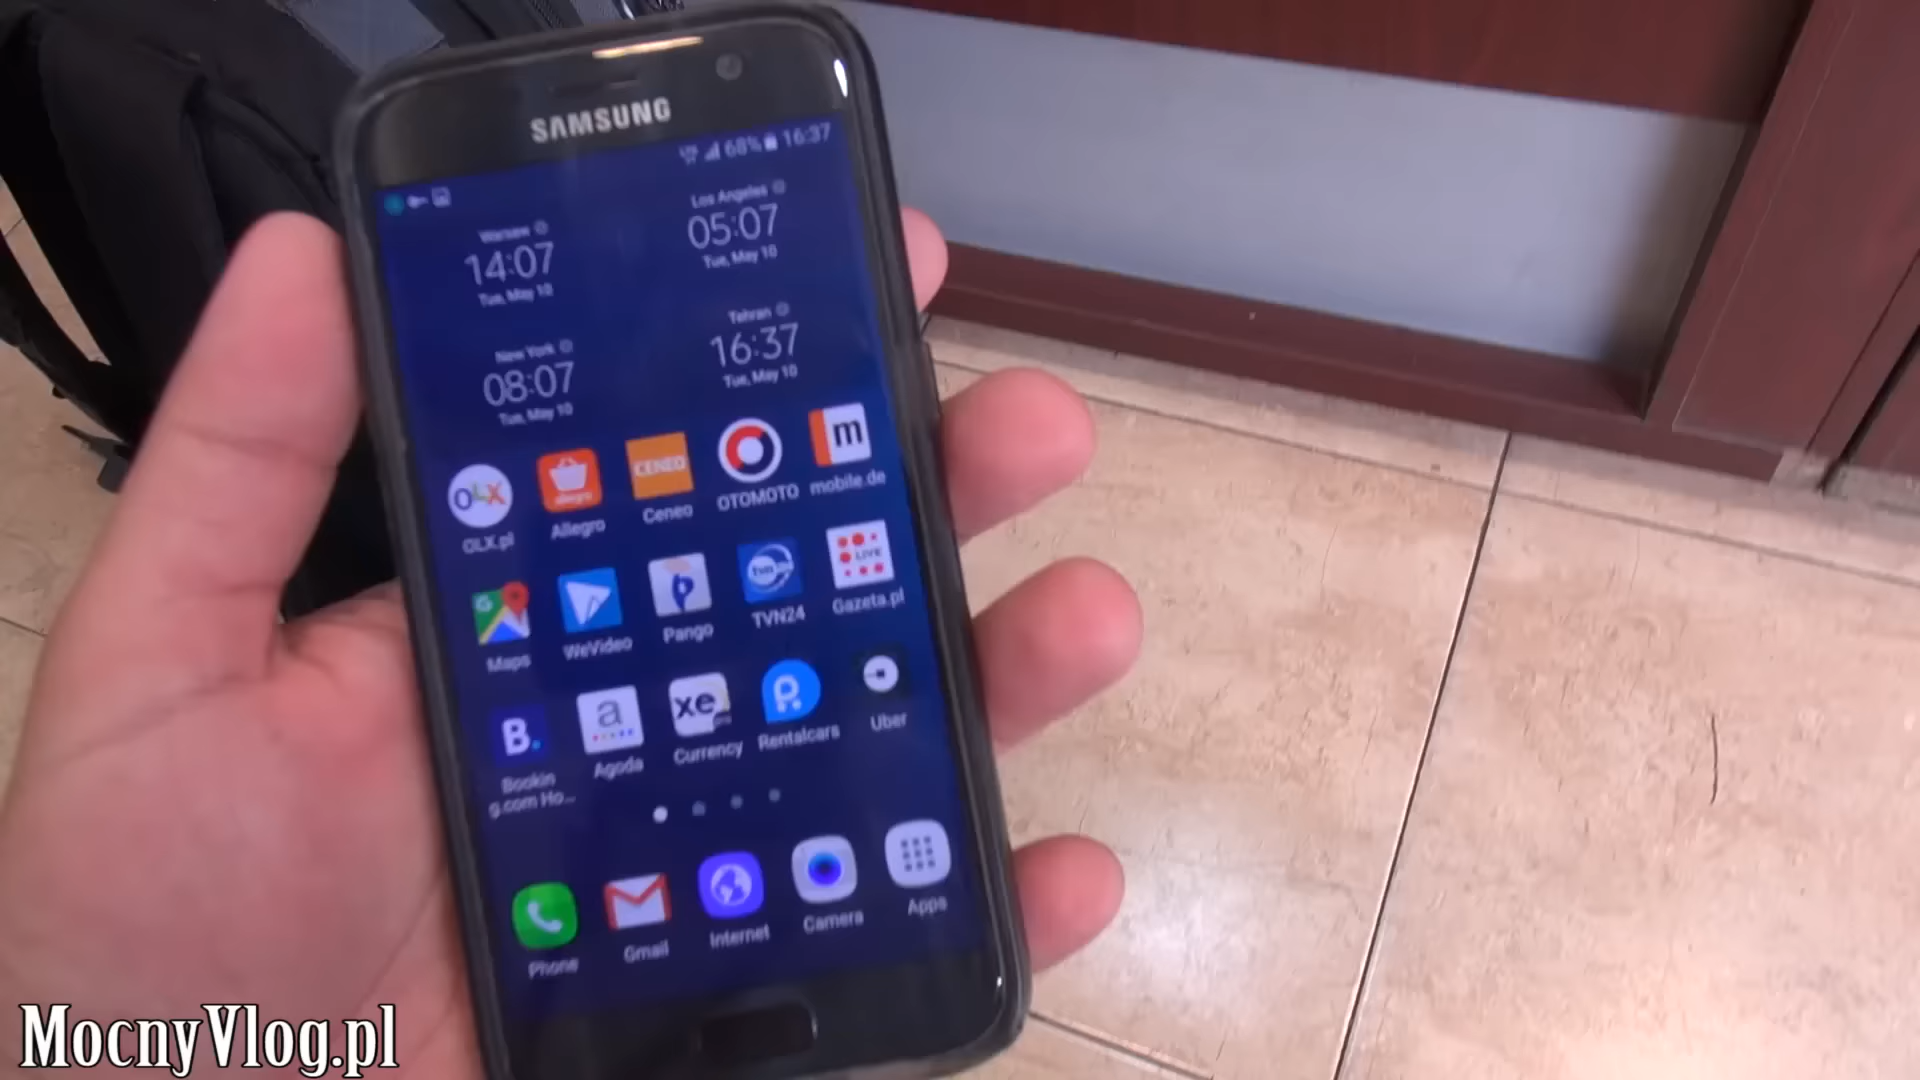 SAMSUNG
68% 16:37
Warsaw
14:07
Tue, May 10
Los Angeles
05:07
Tue, May 10
New York
08:07
Tue, May 10
Tehran
16:37
Tue, May 10
OLX
OLX.pl
allegro
Allegro
CENEO
Ceneo
OTOMOTO
m
mobile.de
G
Maps
WeVideo
p
Pango
tvn24
TVN24
LIVE
Gazeta.pl
B.
Bookin
g.com Ho...
a
Agoda
xe
pro
Currency
R.
Rentalcars
Uber
Phone
Gmail
Internet
Camera
Apps
MocnyVlog.pl